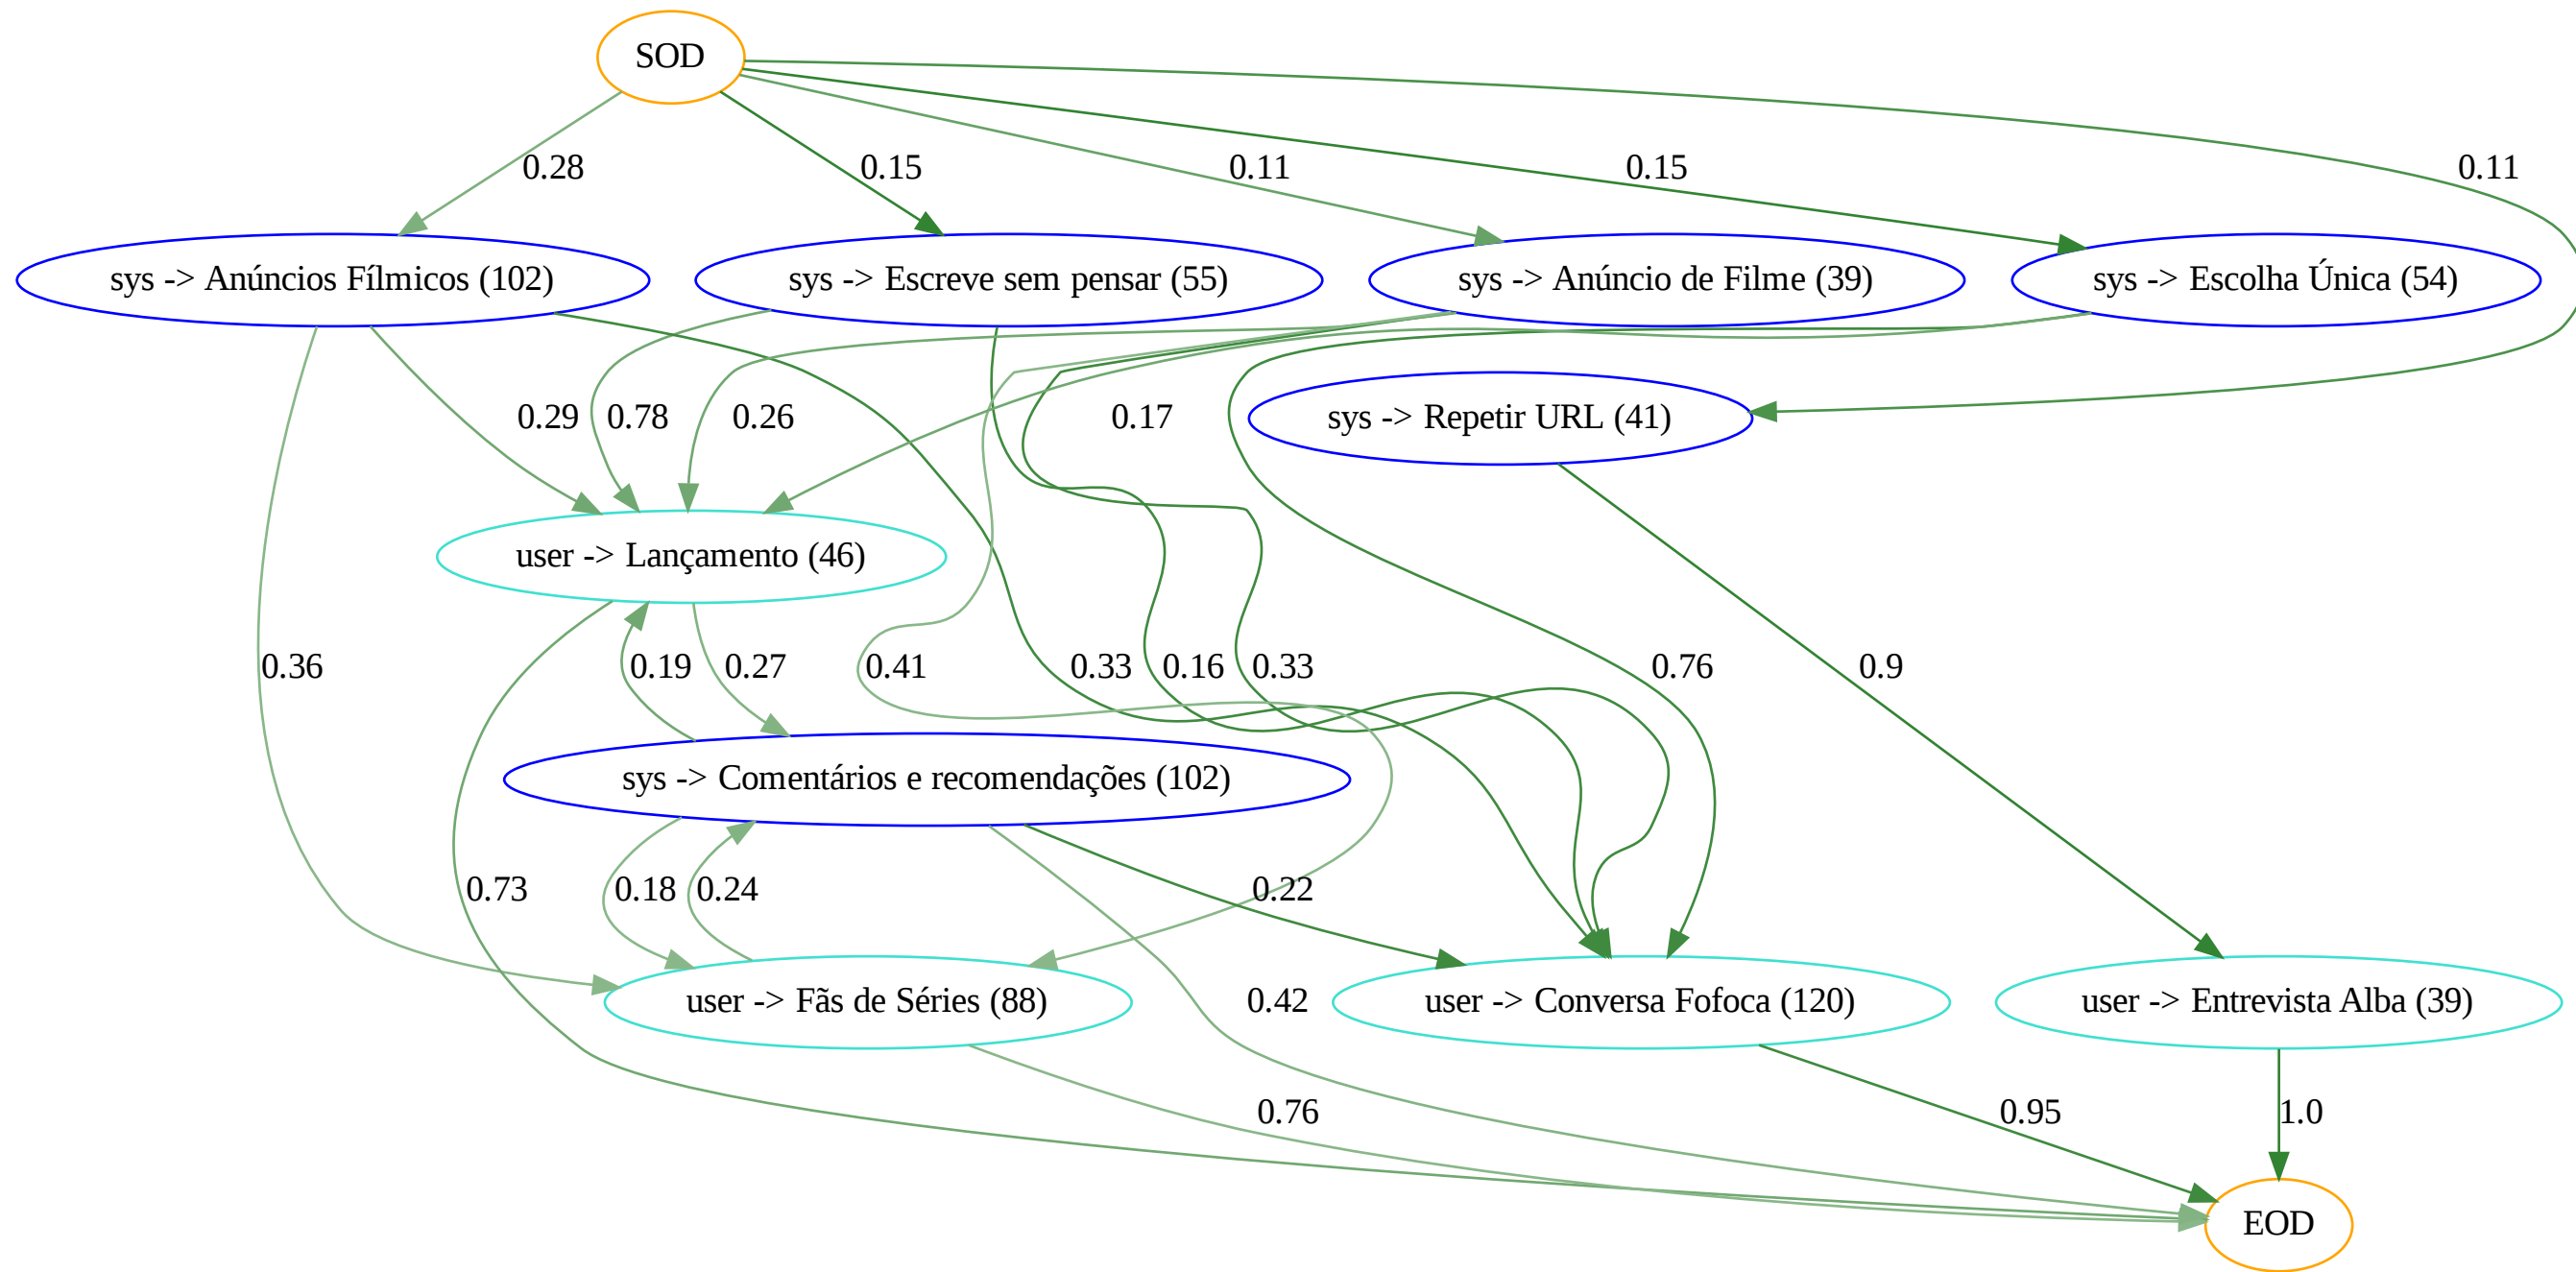 SOD
0.28
0.15
0.11
0.15
0.11
sys -> Anúncios Fílmicos (102)
sys -> Escreve sem pensar (55)
sys -> Anúncio de Filme (39)
sys -> Escolha Única (54)
0.29
0.78
0.26
0.17
sys -> Repetir URL (41)
user -> Lançamento (46)
0.36
0.19
0.27
0.41
0.33
0.16
0.33
0.76
0.9
sys -> Comentários e recomendações (102)
0.73
0.18
0.24
0.22
user -> Fãs de Séries (88)
0.42
user -> Conversa Fofoca (120)
user -> Entrevista Alba (39)
0.76
0.95
1.0
EOD